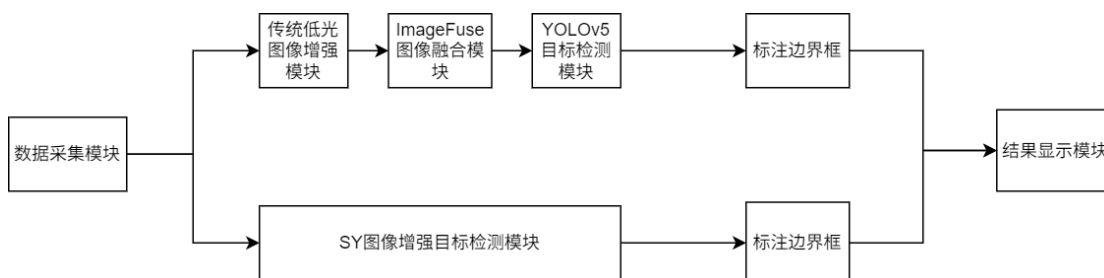 传统低光
图像增强
模块
ImageFuse
图像融合模
块
YOLOv5
目标检测
模块
标注边界框
数据采集模块
结果显示模块
SY图像增强目标检测模块
标注边界框